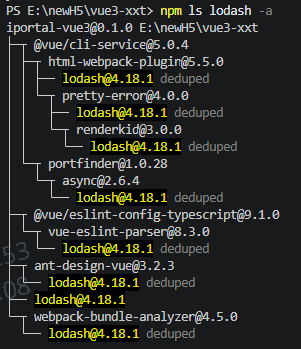 PS E:\newH5\vue3-xxt> npm ls lodash -a
iportal-vue3@0.1.0 E:\newH5\vue3-xxt
├─┬ @vue/cli-service@5.0.4
│ ├─┬ html-webpack-plugin@5.5.0
│ │ ├── lodash@4.18.1 deduped
│ │ └─┬ pretty-error@4.0.0
│ │   ├── lodash@4.18.1 deduped
│ │   └─┬ renderkid@3.0.0
│ │     └── lodash@4.18.1 deduped
│ └─┬ portfinder@1.0.28
│   └─┬ async@2.6.4
│     └── lodash@4.18.1 deduped
├─┬ @vue/eslint-config-typescript@9.1.0
│ └─┬ vue-eslint-parser@8.3.0
│   └── lodash@4.18.1 deduped
├─┬ ant-design-vue@3.2.3
│ └── lodash@4.18.1 deduped
├── lodash@4.18.1
└─┬ webpack-bundle-analyzer@4.5.0
  └── lodash@4.18.1 deduped